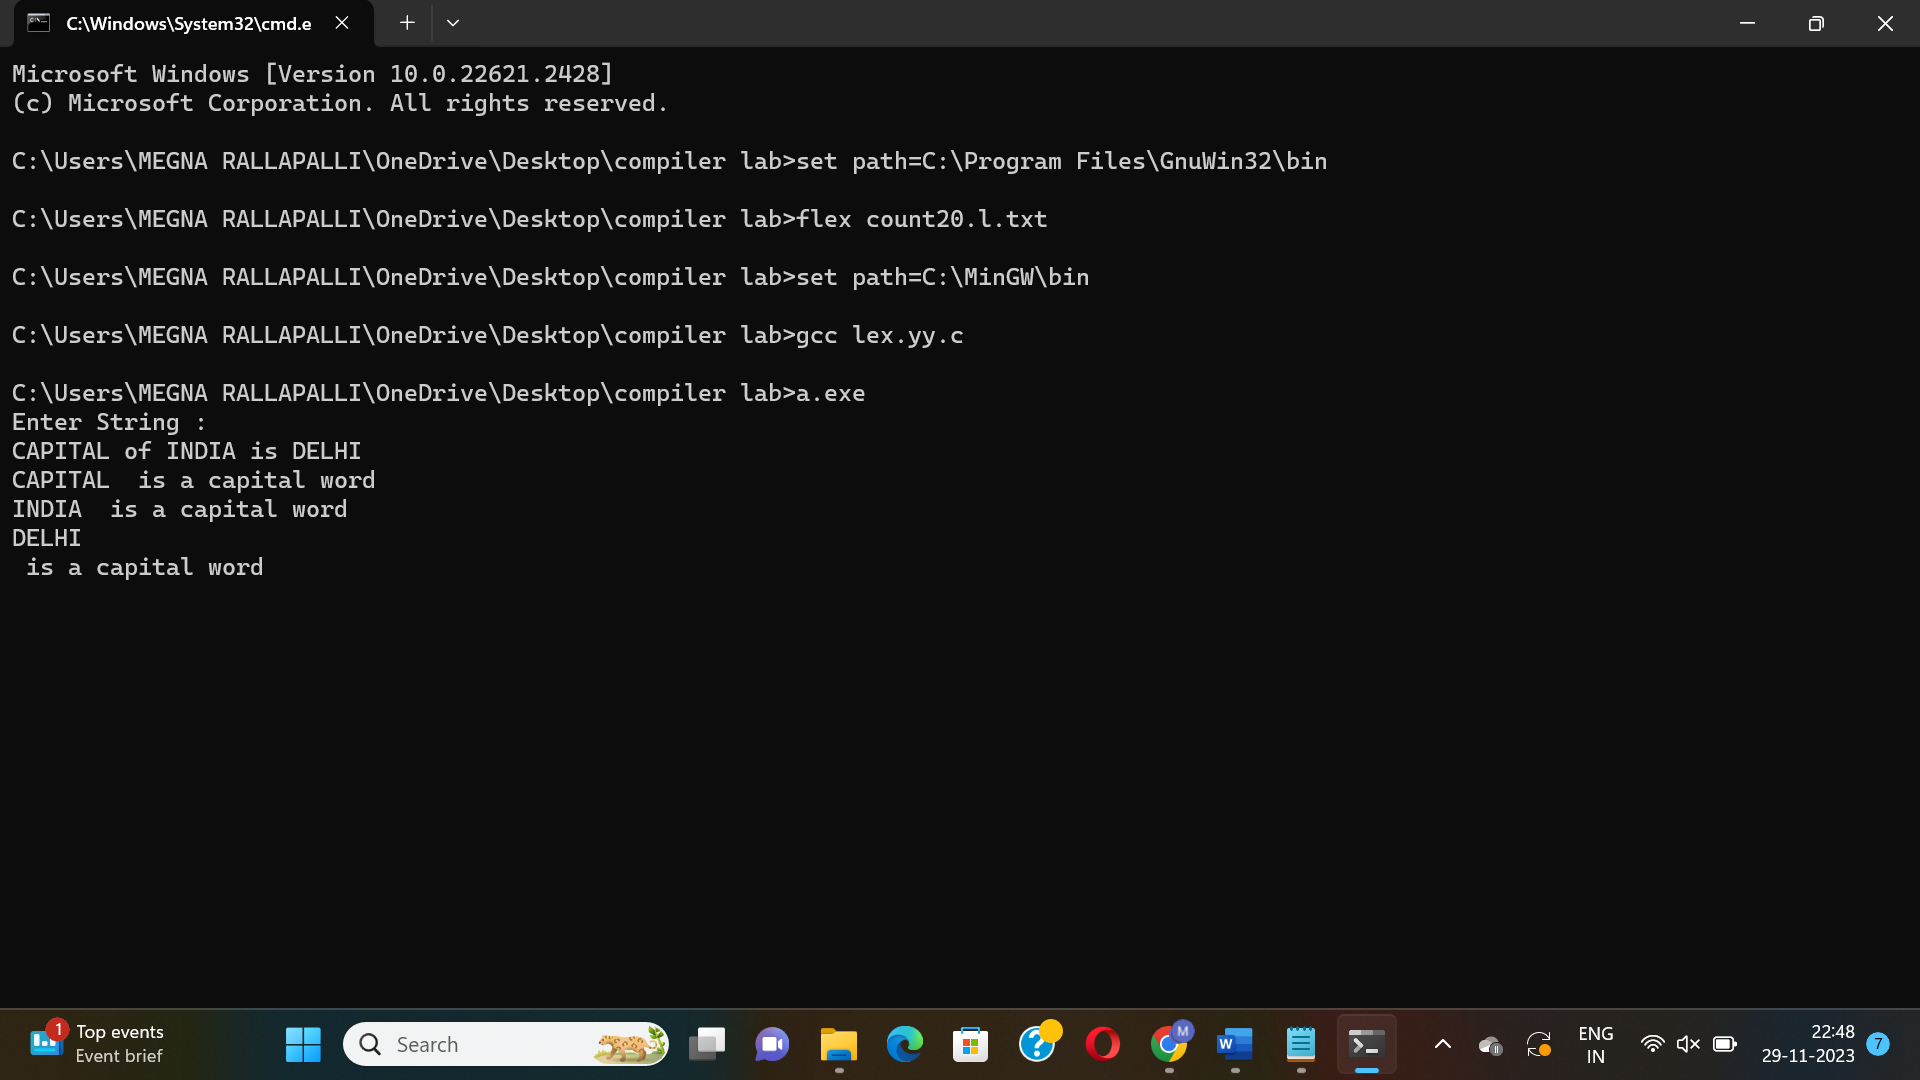 C:\Windows\System32\cmd.e
Microsoft Windows [Version 10.0.22621.2428]
(c) Microsoft Corporation. All rights reserved.
C:\Users\MEGNA RALLAPALLI\OneDrive\Desktop\compiler lab>set path=C:\Program Files\GnuWin32\bin
C:\Users\MEGNA RALLAPALLI\OneDrive\Desktop\compiler lab>flex count20.l.txt
C:\Users\MEGNA RALLAPALLI\OneDrive\Desktop\compiler lab>set path=C:\MinGW\bin
C:\Users\MEGNA RALLAPALLI\OneDrive\Desktop\compiler lab>gcc lex.yy.c
C:\Users\MEGNA RALLAPALLI\OneDrive\Desktop\compiler lab>a.exe
Enter String :
CAPITAL of INDIA is DELHI
CAPITAL  is a capital word
INDIA  is a capital word
DELHI
 is a capital word
1
Top events
Event brief
Search
M
W
ENG
IN
22:48
29-11-2023
7